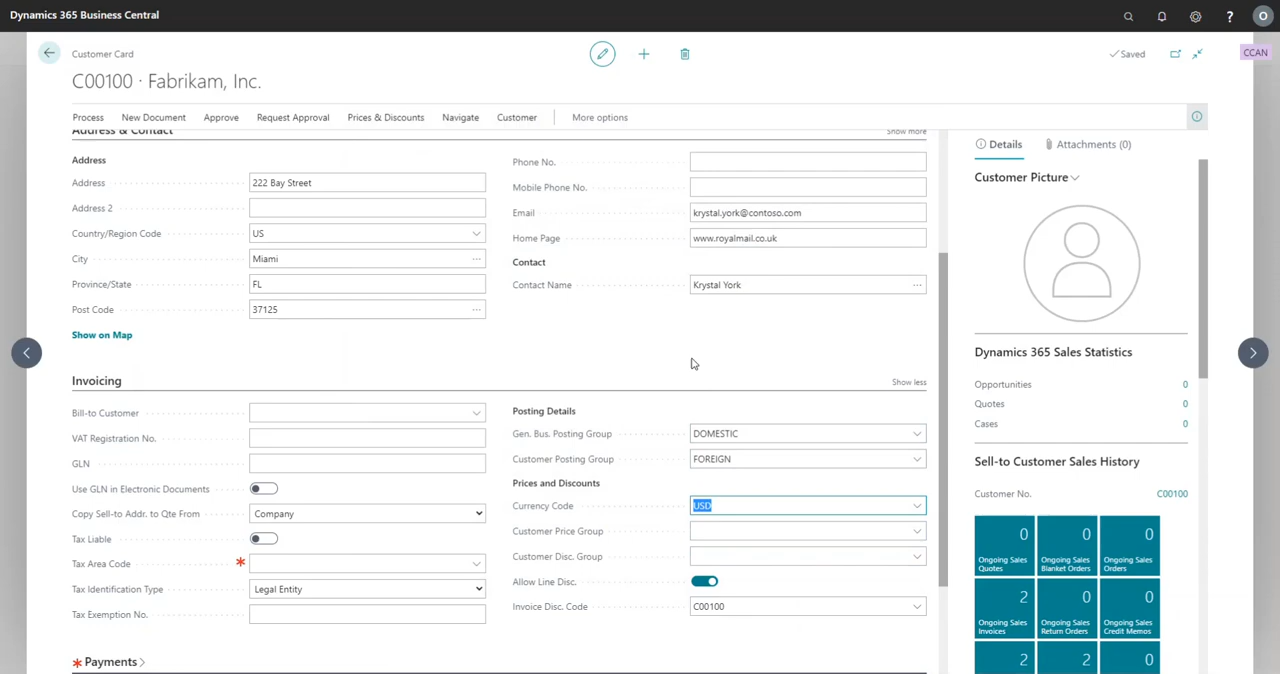 Dynamics 365 Business Central
?
O
Customer Card
Saved
CCAN
C00100 · Fabrikam, Inc.
Process New Document Approve Request Approval Prices & Discounts Navigate Customer More options
Address & Contact
Show more
Address
Address 222 Bay Street
Address 2
Country/Region Code US
City Miami
Province/State FL
Post Code 37125
Show on Map
Phone No.
Mobile Phone No.
Email krystal.york@contoso.com
Home Page www.royalmail.co.uk
Contact
Contact Name Krystal York
Invoicing
Show less
Bill-to Customer
VAT Registration No.
GLN
Use GLN in Electronic Documents
Copy Sell-to Addr. to Qte From Company
Tax Liable
Tax Area Code
Tax Identification Type Legal Entity
Tax Exemption No.
Posting Details
Gen. Bus. Posting Group DOMESTIC
Customer Posting Group FOREIGN
Prices and Discounts
Currency Code USD
Customer Price Group
Customer Disc. Group
Allow Line Disc.
Invoice Disc. Code C00100
Payments
Details Attachments (0)
Customer Picture
Dynamics 365 Sales Statistics
Opportunities 0
Quotes 0
Cases 0
Sell-to Customer Sales History
Customer No. C00100
0 0 0
Ongoing Sales Ongoing Sales Ongoing Sales
Quotes Blanket Orders Orders
2 0 0
Ongoing Sales Ongoing Sales Ongoing Sales
Invoices Return Orders Credit Memos
2 2 0